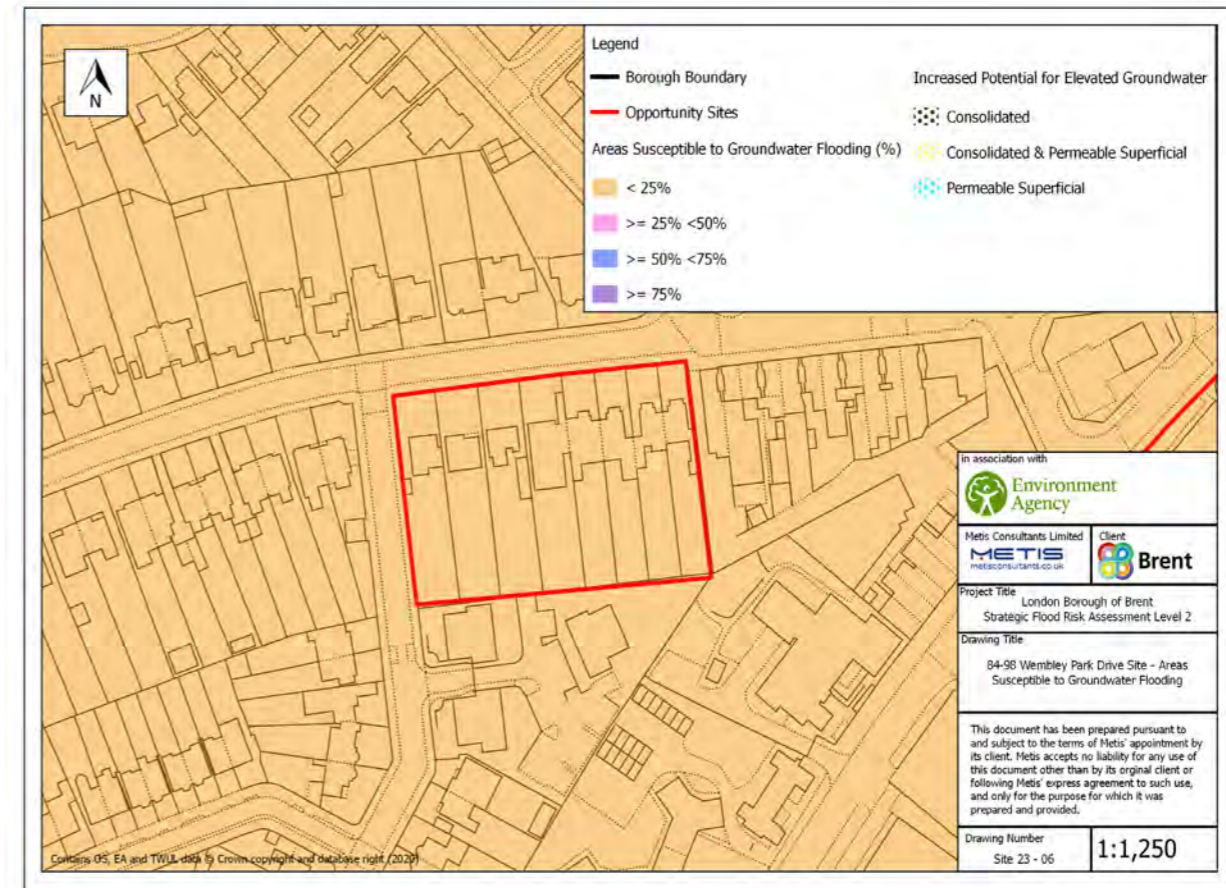 N
Legend
Borough Boundary
Opportunity Sites
Areas Susceptible to Groundwater Flooding (%)
< 25%
>= 25% <50%
>= 50% <75%
>= 75%
Increased Potential for Elevated Groundwater
Consolidated
Consolidated & Permeable Superficial
Permeable Superficial
in association with
Environment
Agency
Metis Consultants Limited
METIS
metisconsultants.co.uk
Client
Brent
Project Title
London Borough of Brent
Strategic Flood Risk Assessment Level 2
Drawing Title
84-98 Wembley Park Drive Site - Areas
Susceptible to Groundwater Flooding
This document has been prepared pursuant to
and subject to the terms of Metis' appointment by
its client. Metis accepts no liability for any use of
this document other than by its orginal client or
following Metis' express agreement to such use,
and only for the purpose for which it was
prepared and provided.
Drawing Number
Site 23 - 06
1:1,250
Contains OS, EA and TWUL data © Crown copyright and database right (2020)